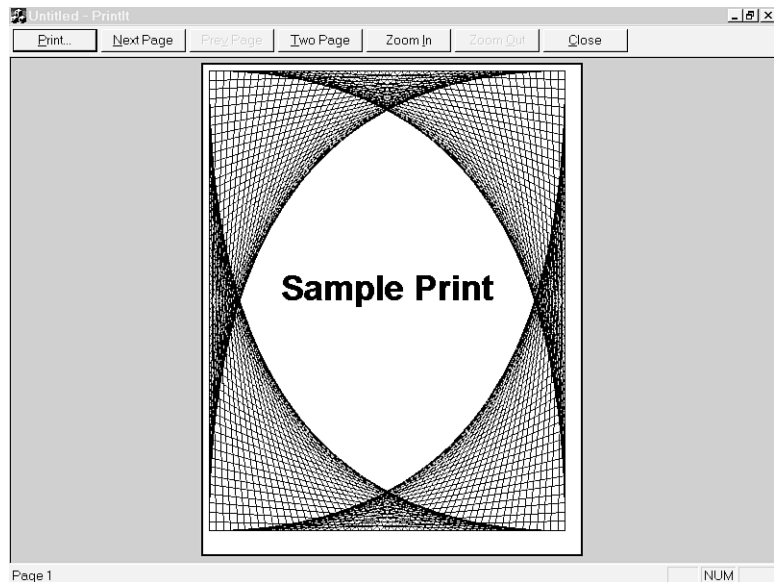 Untitled - PrintIt
Print... Next Page Prev Page Two Page Zoom In Zoom Out Close
Sample Print
Page 1 NUM